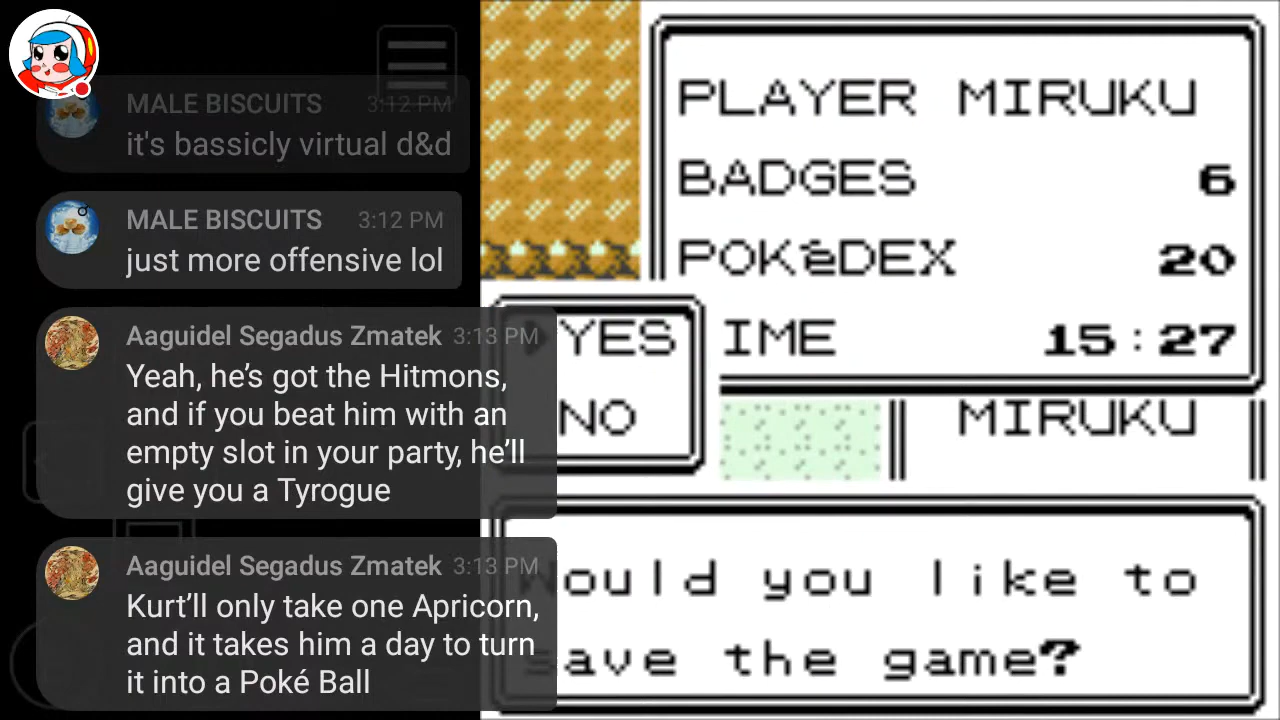 MALE BISCUITS 3:12 PM
it's bassicly virtual d&d
MALE BISCUITS 3:12 PM
just more offensive lol
Aaguidel Segadus Zmatek 3:13 PM
Yeah, he's got the Hitmons,
and if you beat him with an
empty slot in your party, he'll
give you a Tyrogue
Aaguidel Segadus Zmatek 3:13 PM
Kurt'll only take one Apricorn,
and it takes him a day to turn
it into a Poké Ball
PLAYER MIRUKU
BADGES 6
POKéDEX 20
IME 15:27
YES
NO
MIRUKU
Would you like to
save the game?